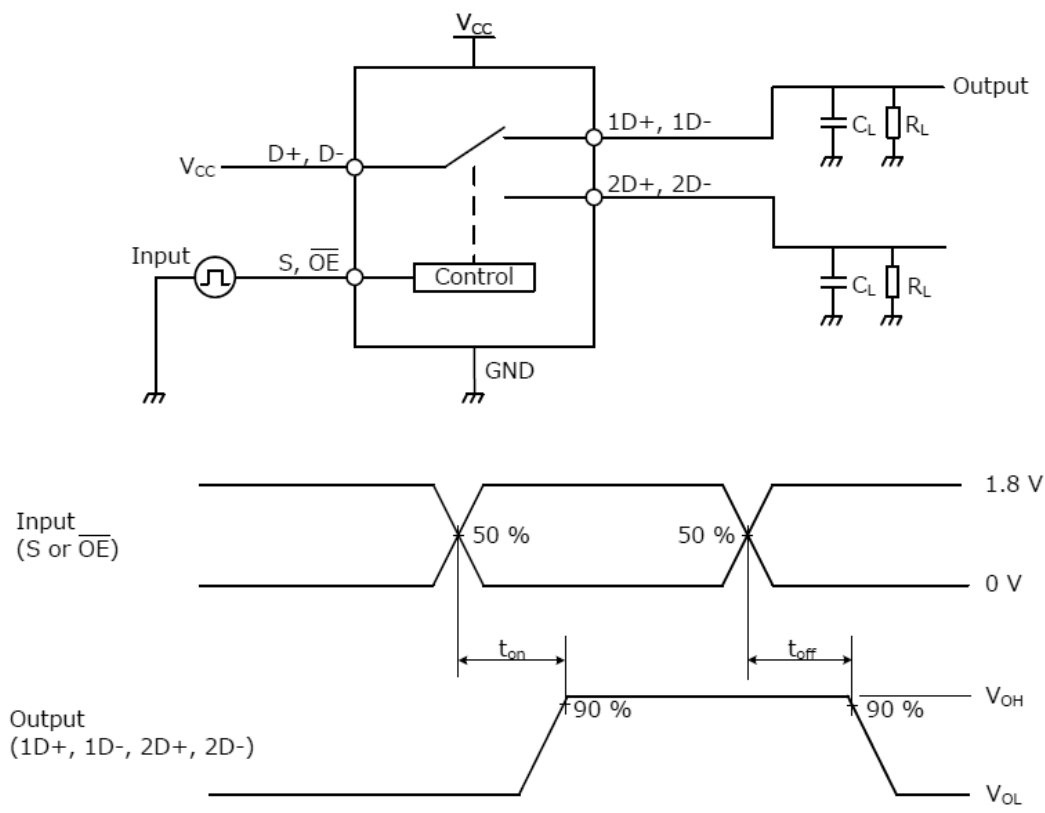 VCC
Output
1D+, 1D-
CL
RL
D+, D-
VCC
2D+, 2D-
Input
S, OE
Control
CL
RL
GND
1.8 V
Input
(S or OE)
50 %
50 %
0 V
ton
toff
VOH
90 %
90 %
Output
(1D+, 1D-, 2D+, 2D-)
VOL